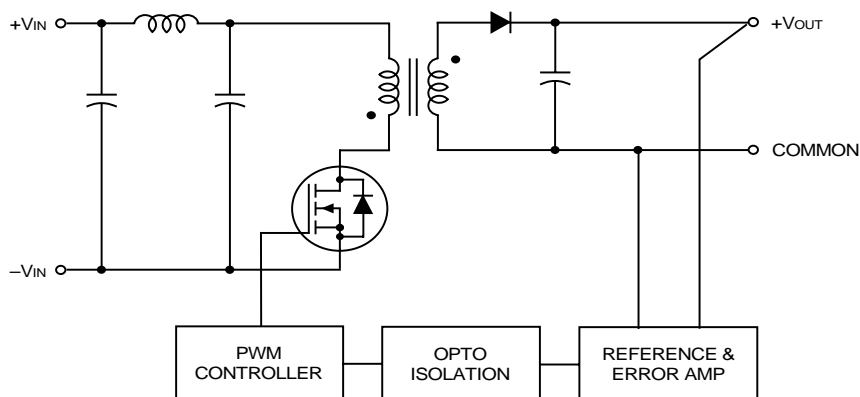 +VIN
+VOUT
COMMON
–VIN
PWM
CONTROLLER
OPTO
ISOLATION
REFERENCE &
ERROR AMP